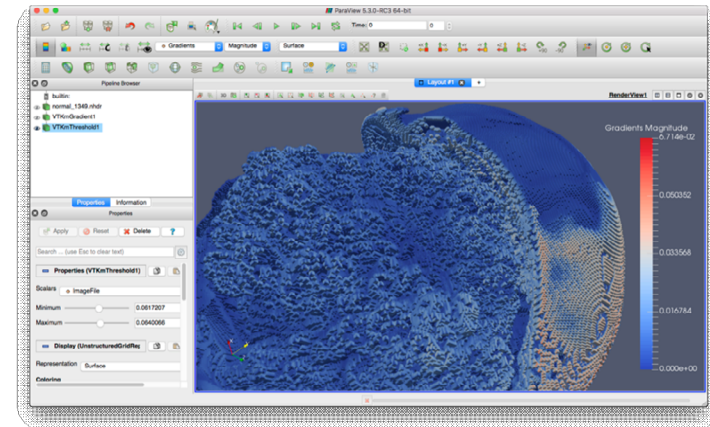 ParaView 5.3.0-RC3 64-bit
Time: 0
0
Gradients
Magnitude
Surface
Pipeline Browser
Layout #1
builtin:
normal_1349.nhdr
VTKmGradient1
VTKmThreshold1
3D
RenderView1
Properties
Information
Properties
Apply
Reset
Delete
?
Search ... (use Esc to clear text)
Properties (VTKmThreshold1)
Scalars
ImageFile
Minimum
0.0617207
Maximum
0.0640066
Display (UnstructuredGridRep
Representation
Surface
Coloring
Gradients Magnitude
6.714e-02
0.050352
0.033568
0.016784
0.000e+00